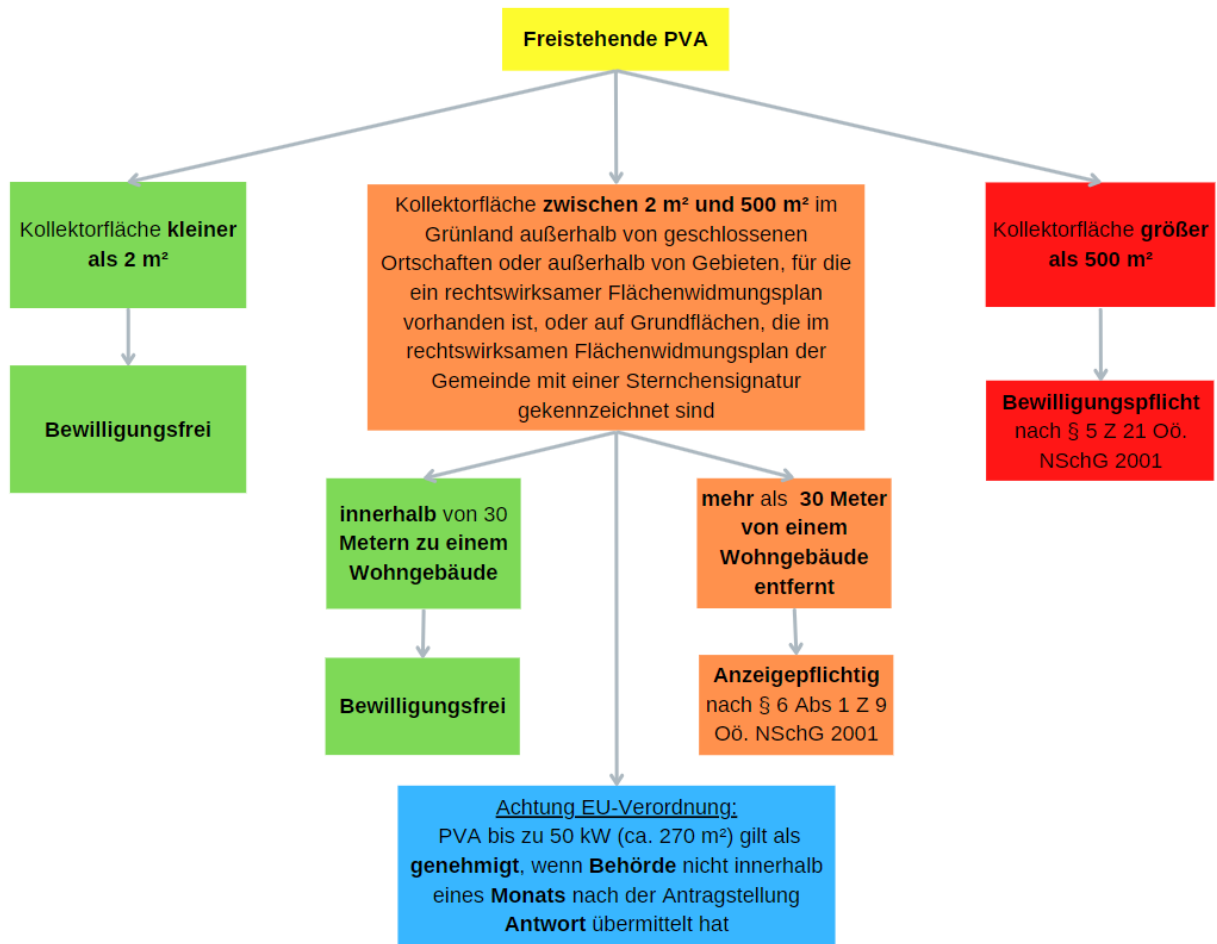 Freistehende PVA
Kollektorfläche kleiner
als 2 m²
Bewilligungsfrei
Kollektorfläche zwischen 2 m² und 500 m² im
Grünland außerhalb von geschlossenen
Ortschaften oder außerhalb von Gebieten, für die
ein rechtswirksamer Flächenwidmungsplan
vorhanden ist, oder auf Grundflächen, die im
rechtswirksamen Flächenwidmungsplan der
Gemeinde mit einer Sternchensignatur
gekennzeichnet sind
Kollektorfläche größer
als 500 m²
Bewilligungspflicht
nach § 5 Z 21 Oö.
NSchG 2001
innerhalb von 30
Metern zu einem
Wohngebäude
Bewilligungsfrei
mehr als 30 Meter
von einem
Wohngebäude
entfernt
Anzeigepflichtig
nach § 6 Abs 1 Z 9
Oö. NSchG 2001
Achtung EU-Verordnung:
PVA bis zu 50 kW (ca. 270 m²) gilt als
genehmigt, wenn Behörde nicht innerhalb
eines Monats nach der Antragstellung
Antwort übermittelt hat